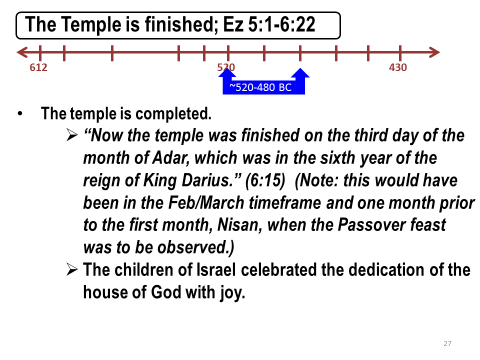 The Temple is finished; Ez 5:1-6:22
612
520
430
~520-480 BC
• The temple is completed.
➢ “Now the temple was finished on the third day of the
month of Adar, which was in the sixth year of the
reign of King Darius.” (6:15)  (Note: this would have
been in the Feb/March timeframe and one month prior
to the first month, Nisan, when the Passover feast
was to be observed.)
➢ The children of Israel celebrated the dedication of the
house of God with joy.
27